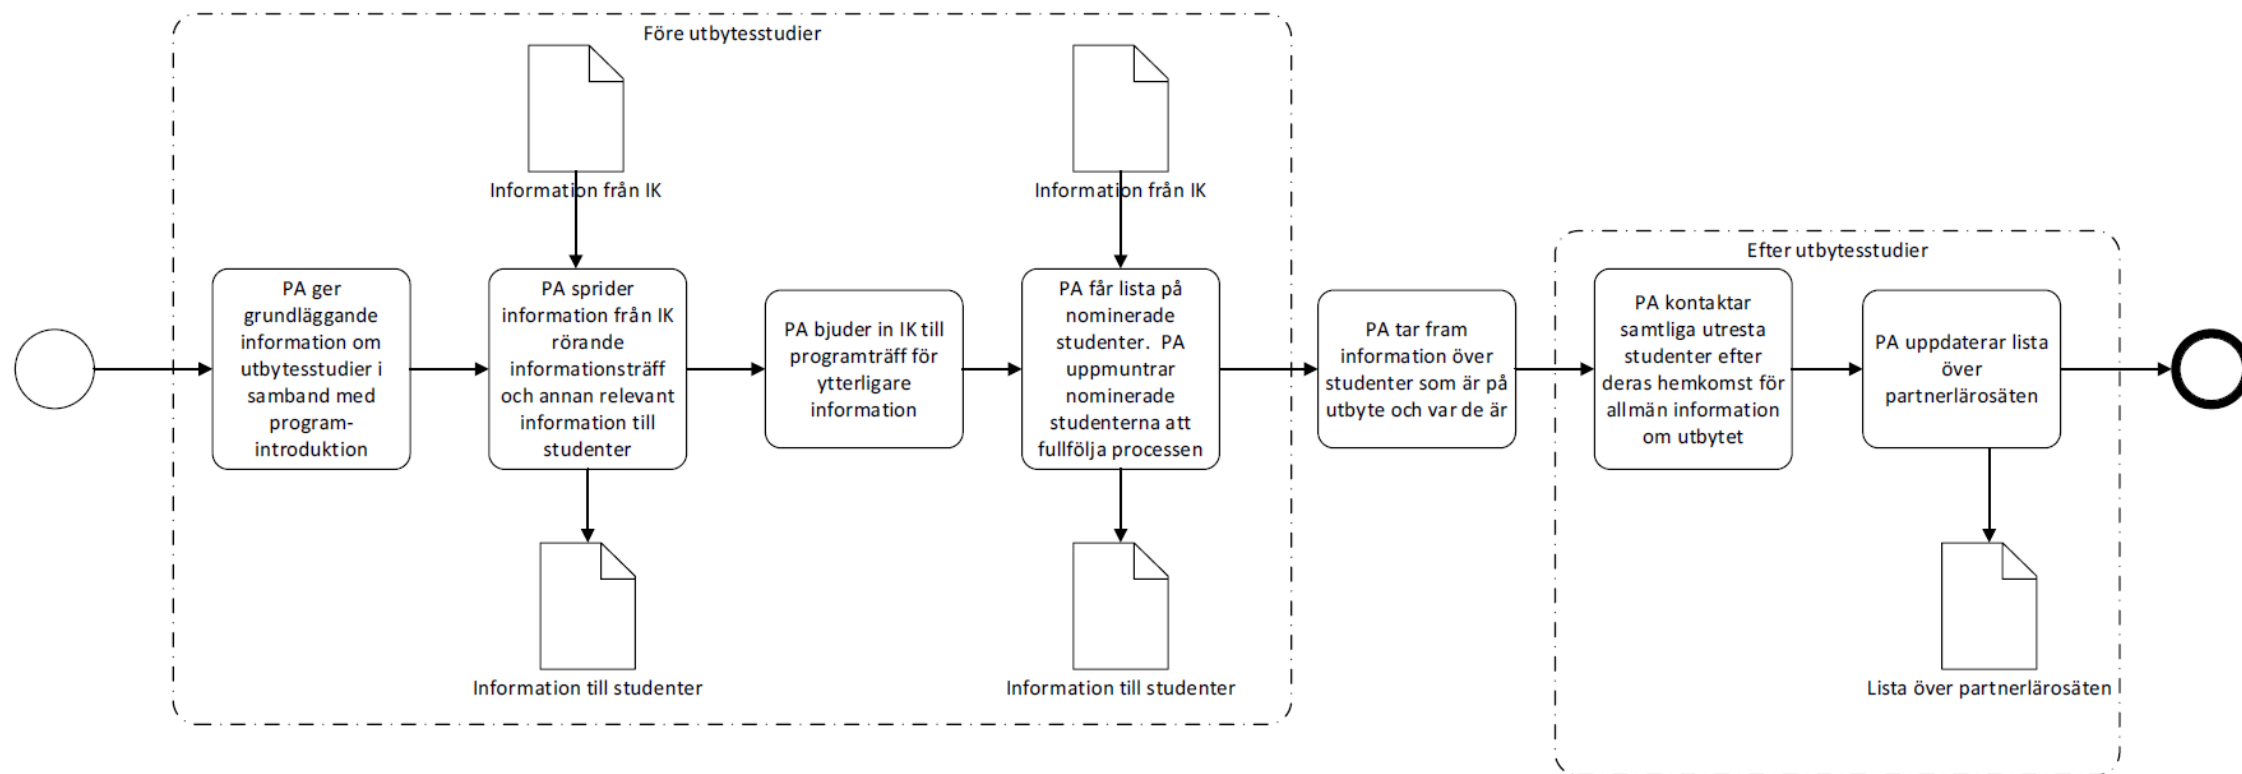 Före utbytesstudier
Information från IK
Information från IK
PA ger
grundläggande
information om
utbytesstudier i
samband med
program-
introduktion
PA sprider
information från IK
rörande
informationsträff
och annan relevant
information till
studenter
PA bjuder in IK till
programträff för
ytterligare
information
PA får lista på
nominerade
studenter. PA
uppmuntrar
nominerade
studenterna att
fullfölja processen
Information till studenter
Information till studenter
PA tar fram
information över
studenter som är på
utbyte och var de är
Efter utbytesstudier
PA kontaktar
samtliga utresta
studenter efter
deras hemkomst för
allmän information
om utbytet
PA uppdaterar lista
över
partnerlärosäten
Lista över partnerlärosäten